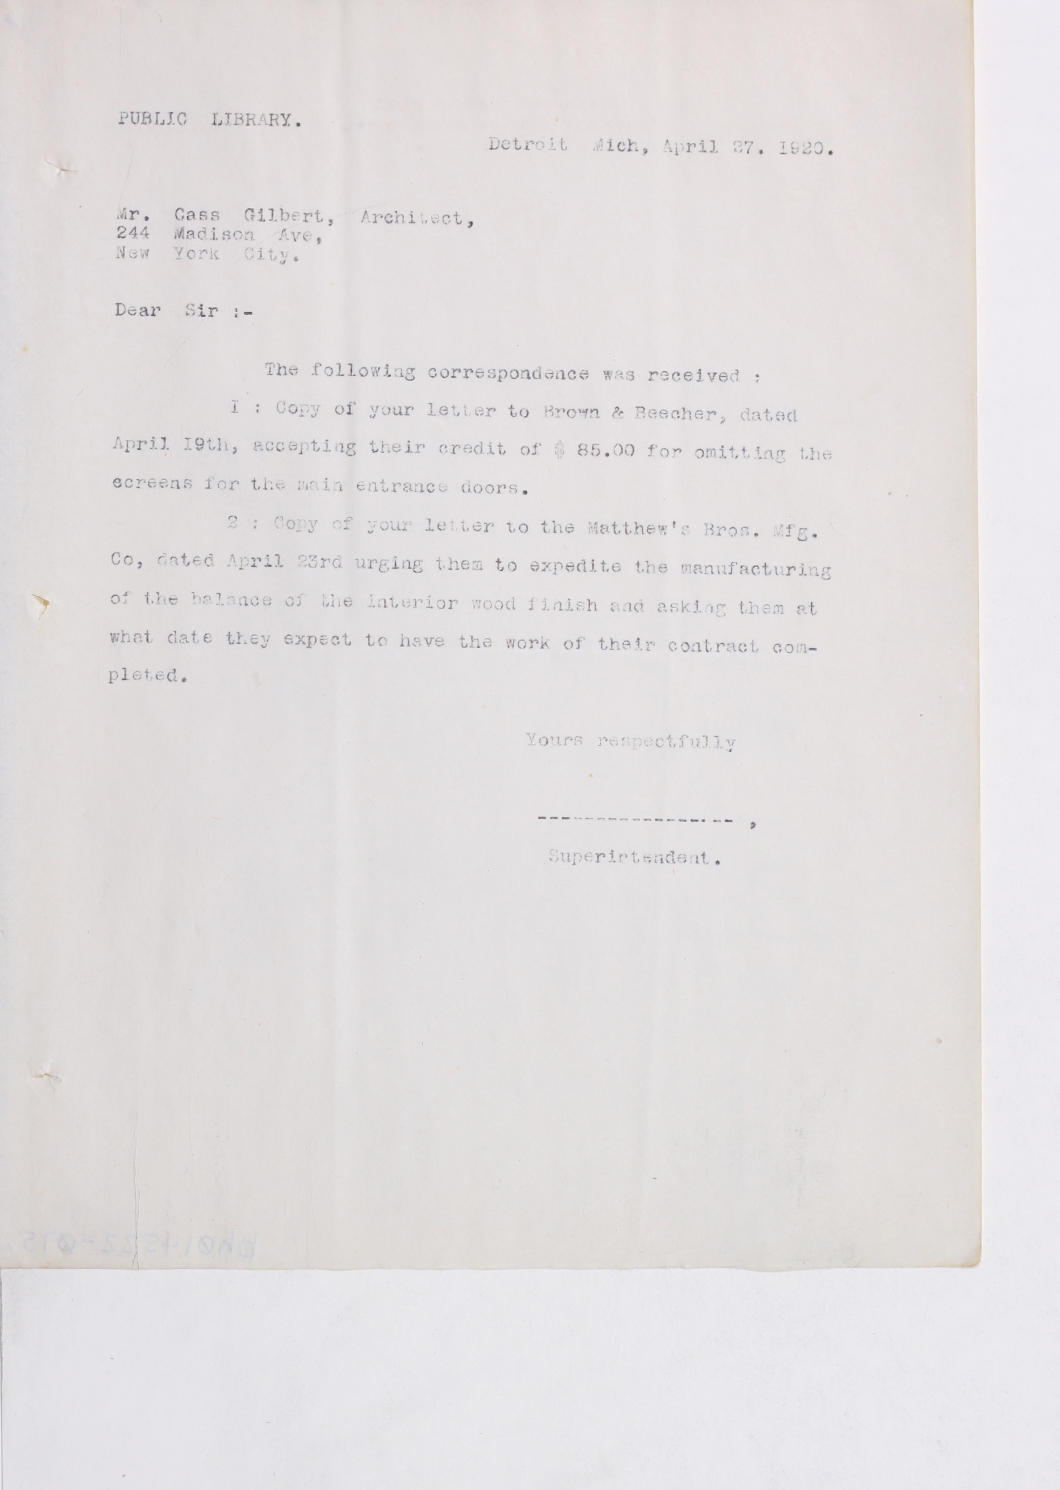 PUBLIC LIBRARY.
Detroit Mich, April 27. 1920.
Mr. Cass Gilbert, Architect,
244 Madison Ave,
New York City.
Dear Sir :-
The following correspondence was received :
1 : Copy of your letter to Brown & Beecher, dated
April 19th, accepting their credit of $ 85.00 for omitting the
screens for the main entrance doors.
2 : Copy of your letter to the Matthew's Bros. Mfg.
Co, dated April 23rd urging them to expedite the manufacturing
of the balance of the interior wood finish and asking them at
what date they expect to have the work of their contract com-
pleted.
Yours respectfully
----------------- ,
Superintendent.